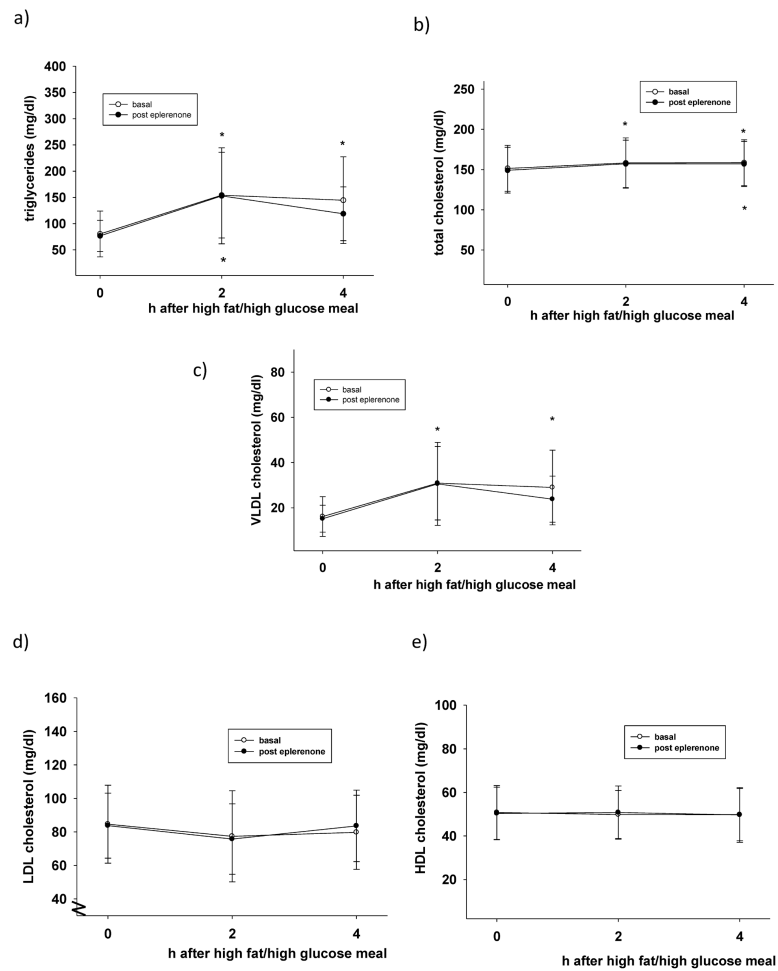 a)
triglycerides (mg/dl)
400
350
300
250
200
150
100
50
basal
post eplerenone
*
*
*
0 2 4
h after high fat/high glucose meal
b)
total cholesterol (mg/dl)
250
200
150
100
50
basal
post eplerenone
*
*
*
0 2 4
h after high fat/high glucose meal
c)
VLDL cholesterol (mg/dl)
80
60
40
20
basal
post eplerenone
*
*
0 2 4
h after high fat/high glucose meal
d)
LDL cholesterol (mg/dl)
160
140
120
100
80
60
40
basal
post eplerenone
0 2 4
h after high fat/high glucose meal
e)
HDL cholesterol (mg/dl)
100
80
60
40
20
basal
post eplerenone
0 2 4
h after high fat/high glucose meal